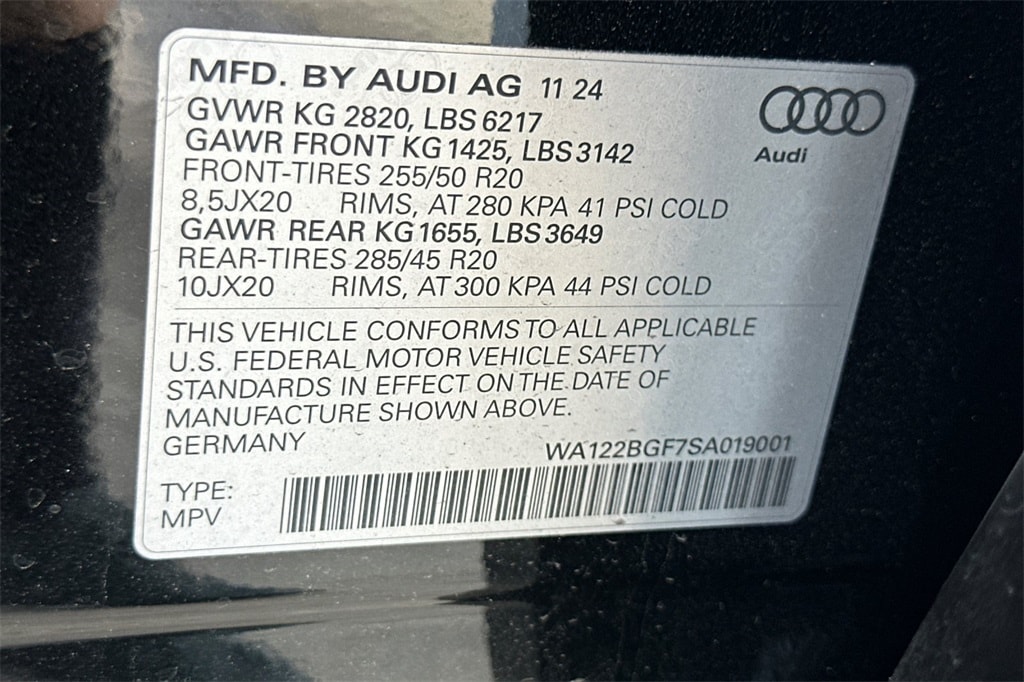 MFD. BY AUDI AG 11 24
GVWR KG 2820, LBS 6217
GAWR FRONT KG 1425, LBS 3142
FRONT-TIRES 255/50 R20
8,5JX20 RIMS, AT 280 KPA 41 PSI COLD
GAWR REAR KG 1655, LBS 3649
REAR-TIRES 285/45 R20
10JX20 RIMS, AT 300 KPA 44 PSI COLD
Audi
THIS VEHICLE CONFORMS TO ALL APPLICABLE
U.S. FEDERAL MOTOR VEHICLE SAFETY
STANDARDS IN EFFECT ON THE DATE OF
MANUFACTURE SHOWN ABOVE.
GERMANY
WA122BGF7SA019001
TYPE:
MPV